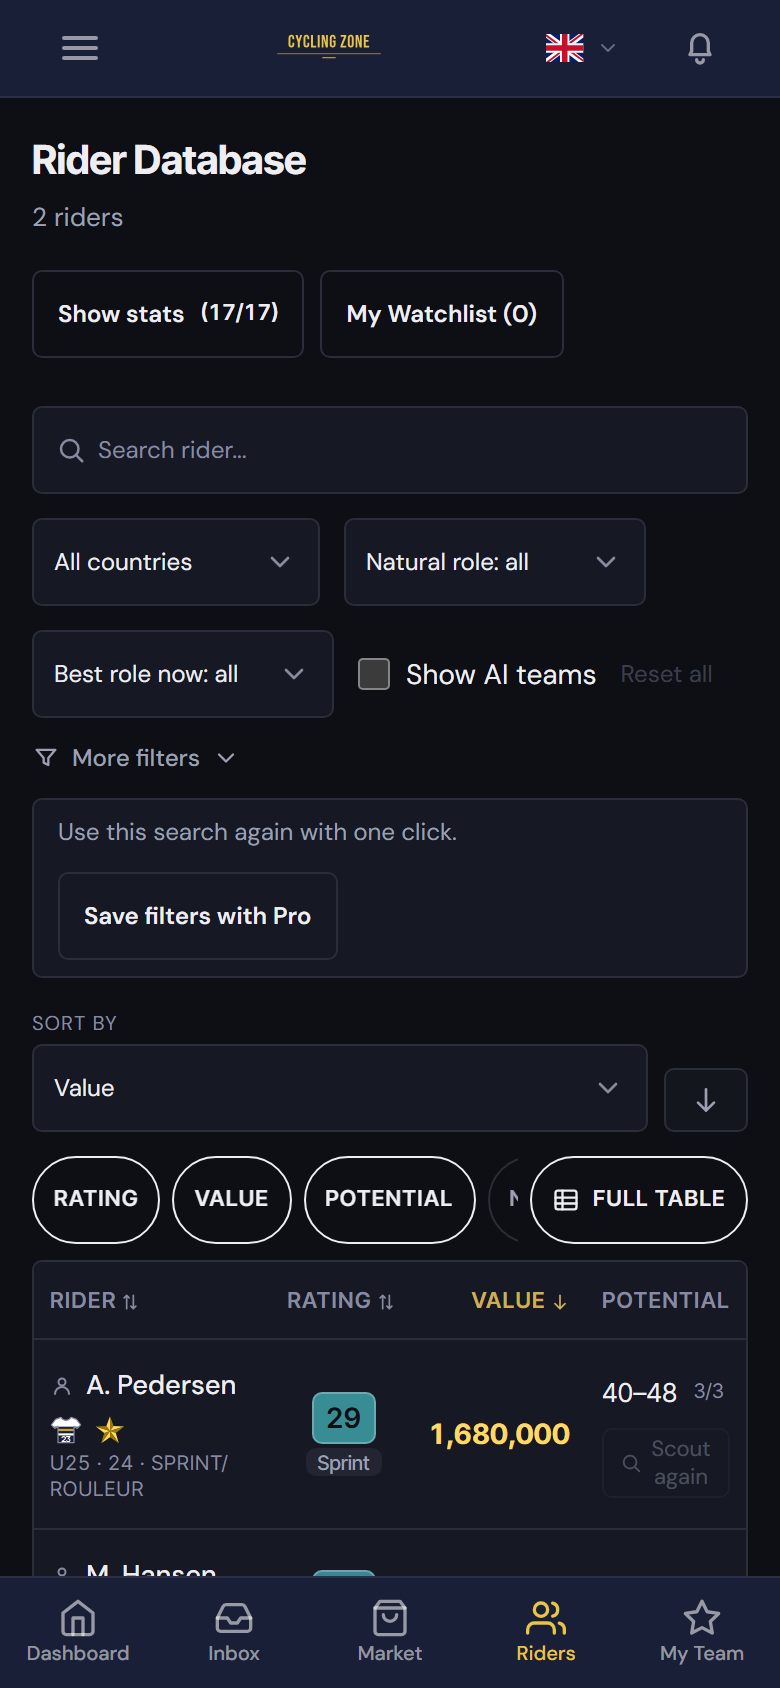 CYCLING ZONE
Rider Database
2 riders
Show stats (17/17)
My Watchlist (0)
Search rider...
All countries
Natural role: all
Best role now: all
Show AI teams
Reset all
More filters
Use this search again with one click.
Save filters with Pro
SORT BY
Value
RATING
VALUE
POTENTIAL
FULL TABLE
RIDER
RATING
VALUE
POTENTIAL
A. Pedersen
23
U25 · 24 · SPRINT/
ROULEUR
29
Sprint
1,680,000
40–48 3/3
Scout
again
M. Hansen
Dashboard
Inbox
Market
Riders
My Team